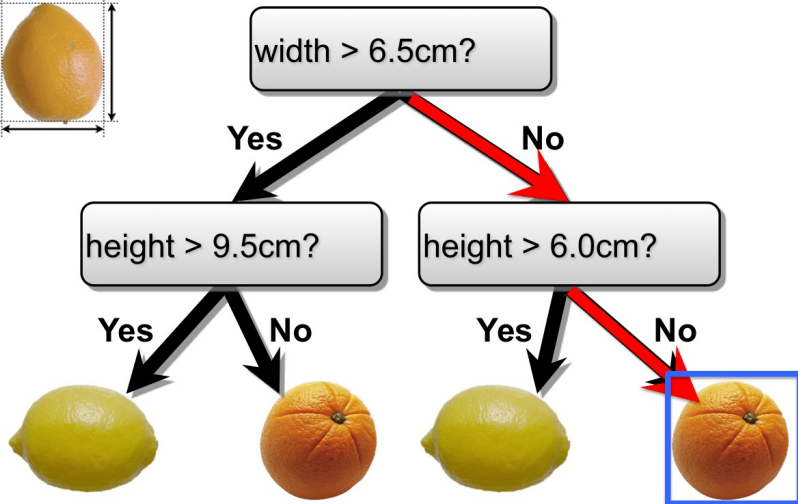 width > 6.5cm?
Yes
No
height > 9.5cm?
height > 6.0cm?
Yes
No
Yes
No